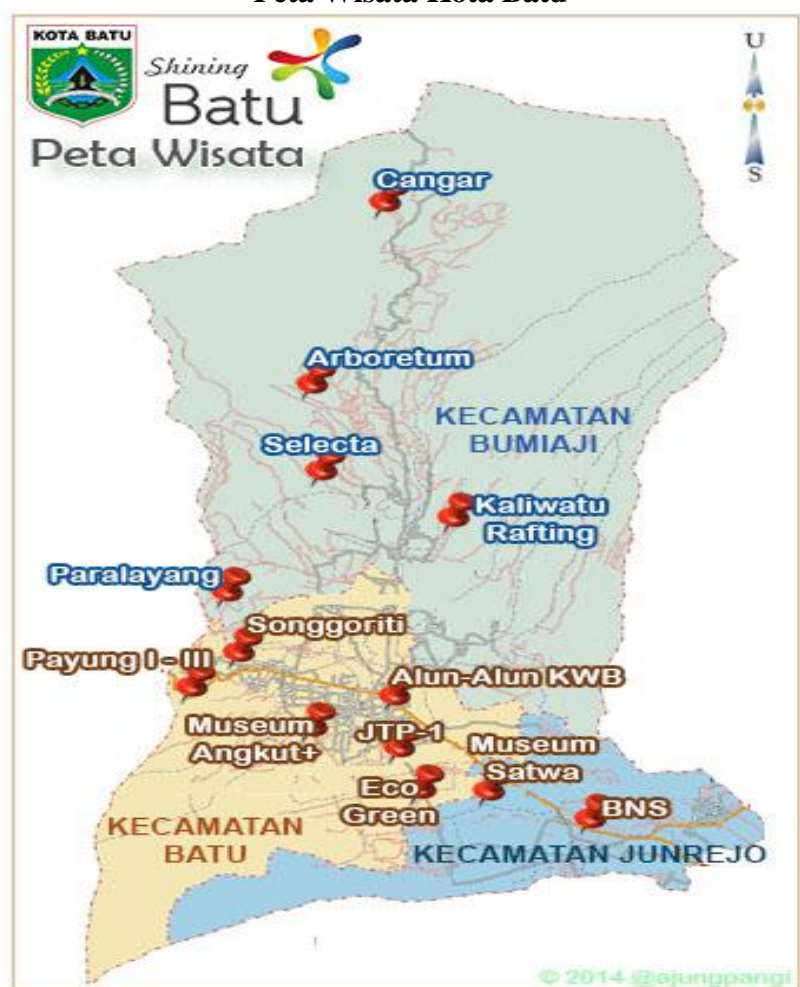 Peta Wisata Kota Batu
KOTA BATU
Shining
Batu
Peta Wisata
U
S
Cangar
Arboretum
KECAMATAN
BUMIAJI
Selecta
Kaliwatu
Rafting
Paralayang
Songgoriti
Payung I - III
Alun-Alun KWB
Museum
Angkut+
JTP-1
Museum
Satwa
Eco
Green
BNS
KECAMATAN
BATU
KECAMATAN JUNREJO
© 2014 @ajungpangi